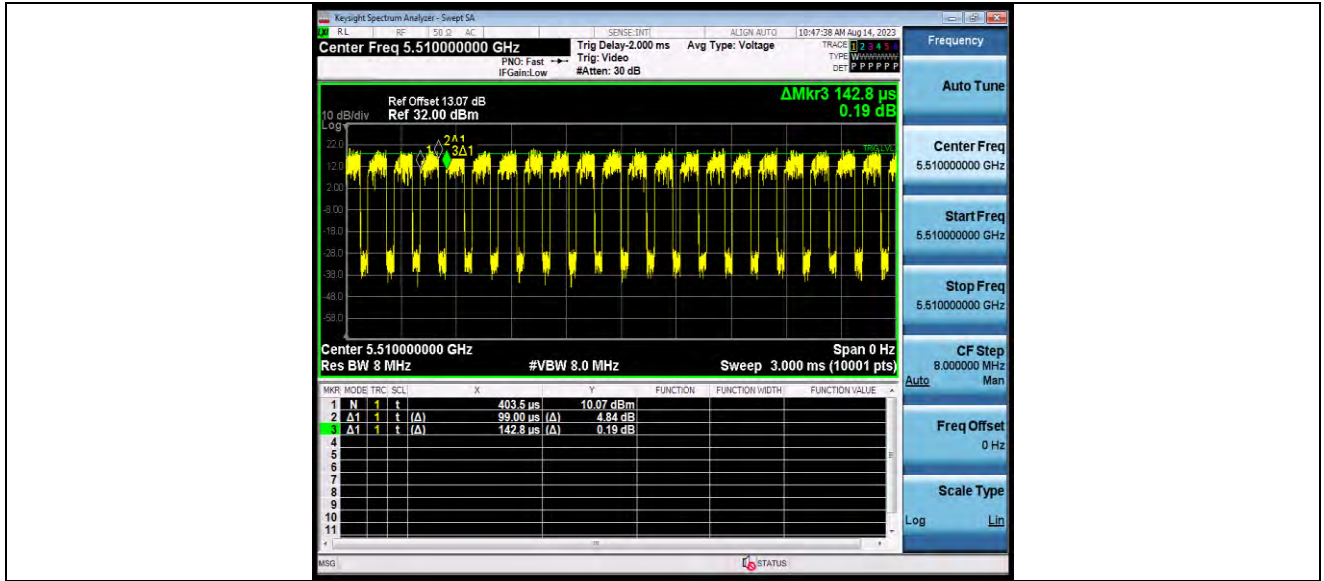 Keysight Spectrum Analyzer - Swept SA
RL RF 50 Ω AC SENSE:INT ALIGN AUTO 10:47:38 AM Aug 14, 2023
Center Freq 5.510000000 GHz
Trig Delay-2.000 ms Avg Type: Voltage
TRACE 1 2 3 4 5 6
PNO: Fast Trig: Video
TYPE WWWWWW
IFGain:Low #Atten: 30 dB
DET P P P P P P
ΔMkr3 142.8 µs
0.19 dB
Ref Offset 13.07 dB
10 dB/div Ref 32.00 dBm
Log
22.0
12.0
2.00
-8.00
-18.0
-28.0
-38.0
-48.0
-58.0
1
2Δ1
3Δ1
TRIG LVL
Center 5.510000000 GHz Span 0 Hz
Res BW 8 MHz #VBW 8.0 MHz Sweep 3.000 ms (10001 pts)
MKR MODE TRC SCL X Y FUNCTION FUNCTION WIDTH FUNCTION VALUE
1 N 1 t 403.5 µs 10.07 dBm
2 Δ1 1 t (Δ) 99.00 µs (Δ) 4.84 dB
3 Δ1 1 t (Δ) 142.8 µs (Δ) 0.19 dB
4
5
6
7
8
9
10
11
MSG STATUS
Frequency
Auto Tune
Center Freq
5.510000000 GHz
Start Freq
5.510000000 GHz
Stop Freq
5.510000000 GHz
CF Step
8.000000 MHz
Auto Man
Freq Offset
0 Hz
Scale Type
Log Lin